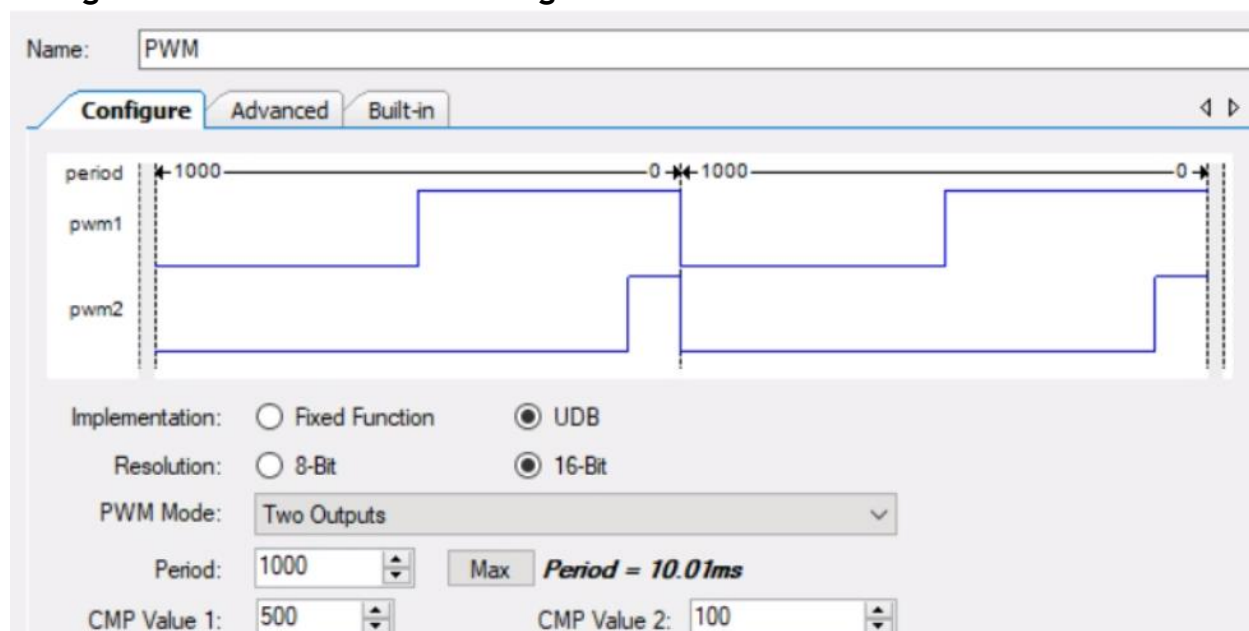 Name: PWM
Configure Advanced Built-in
period 1000 0 1000 0
pwm1
pwm2
Implementation: Fixed Function UDB
Resolution: 8-Bit 16-Bit
PWM Mode: Two Outputs
Period: 1000 Max Period = 10.01ms
CMP Value 1: 500 CMP Value 2: 100